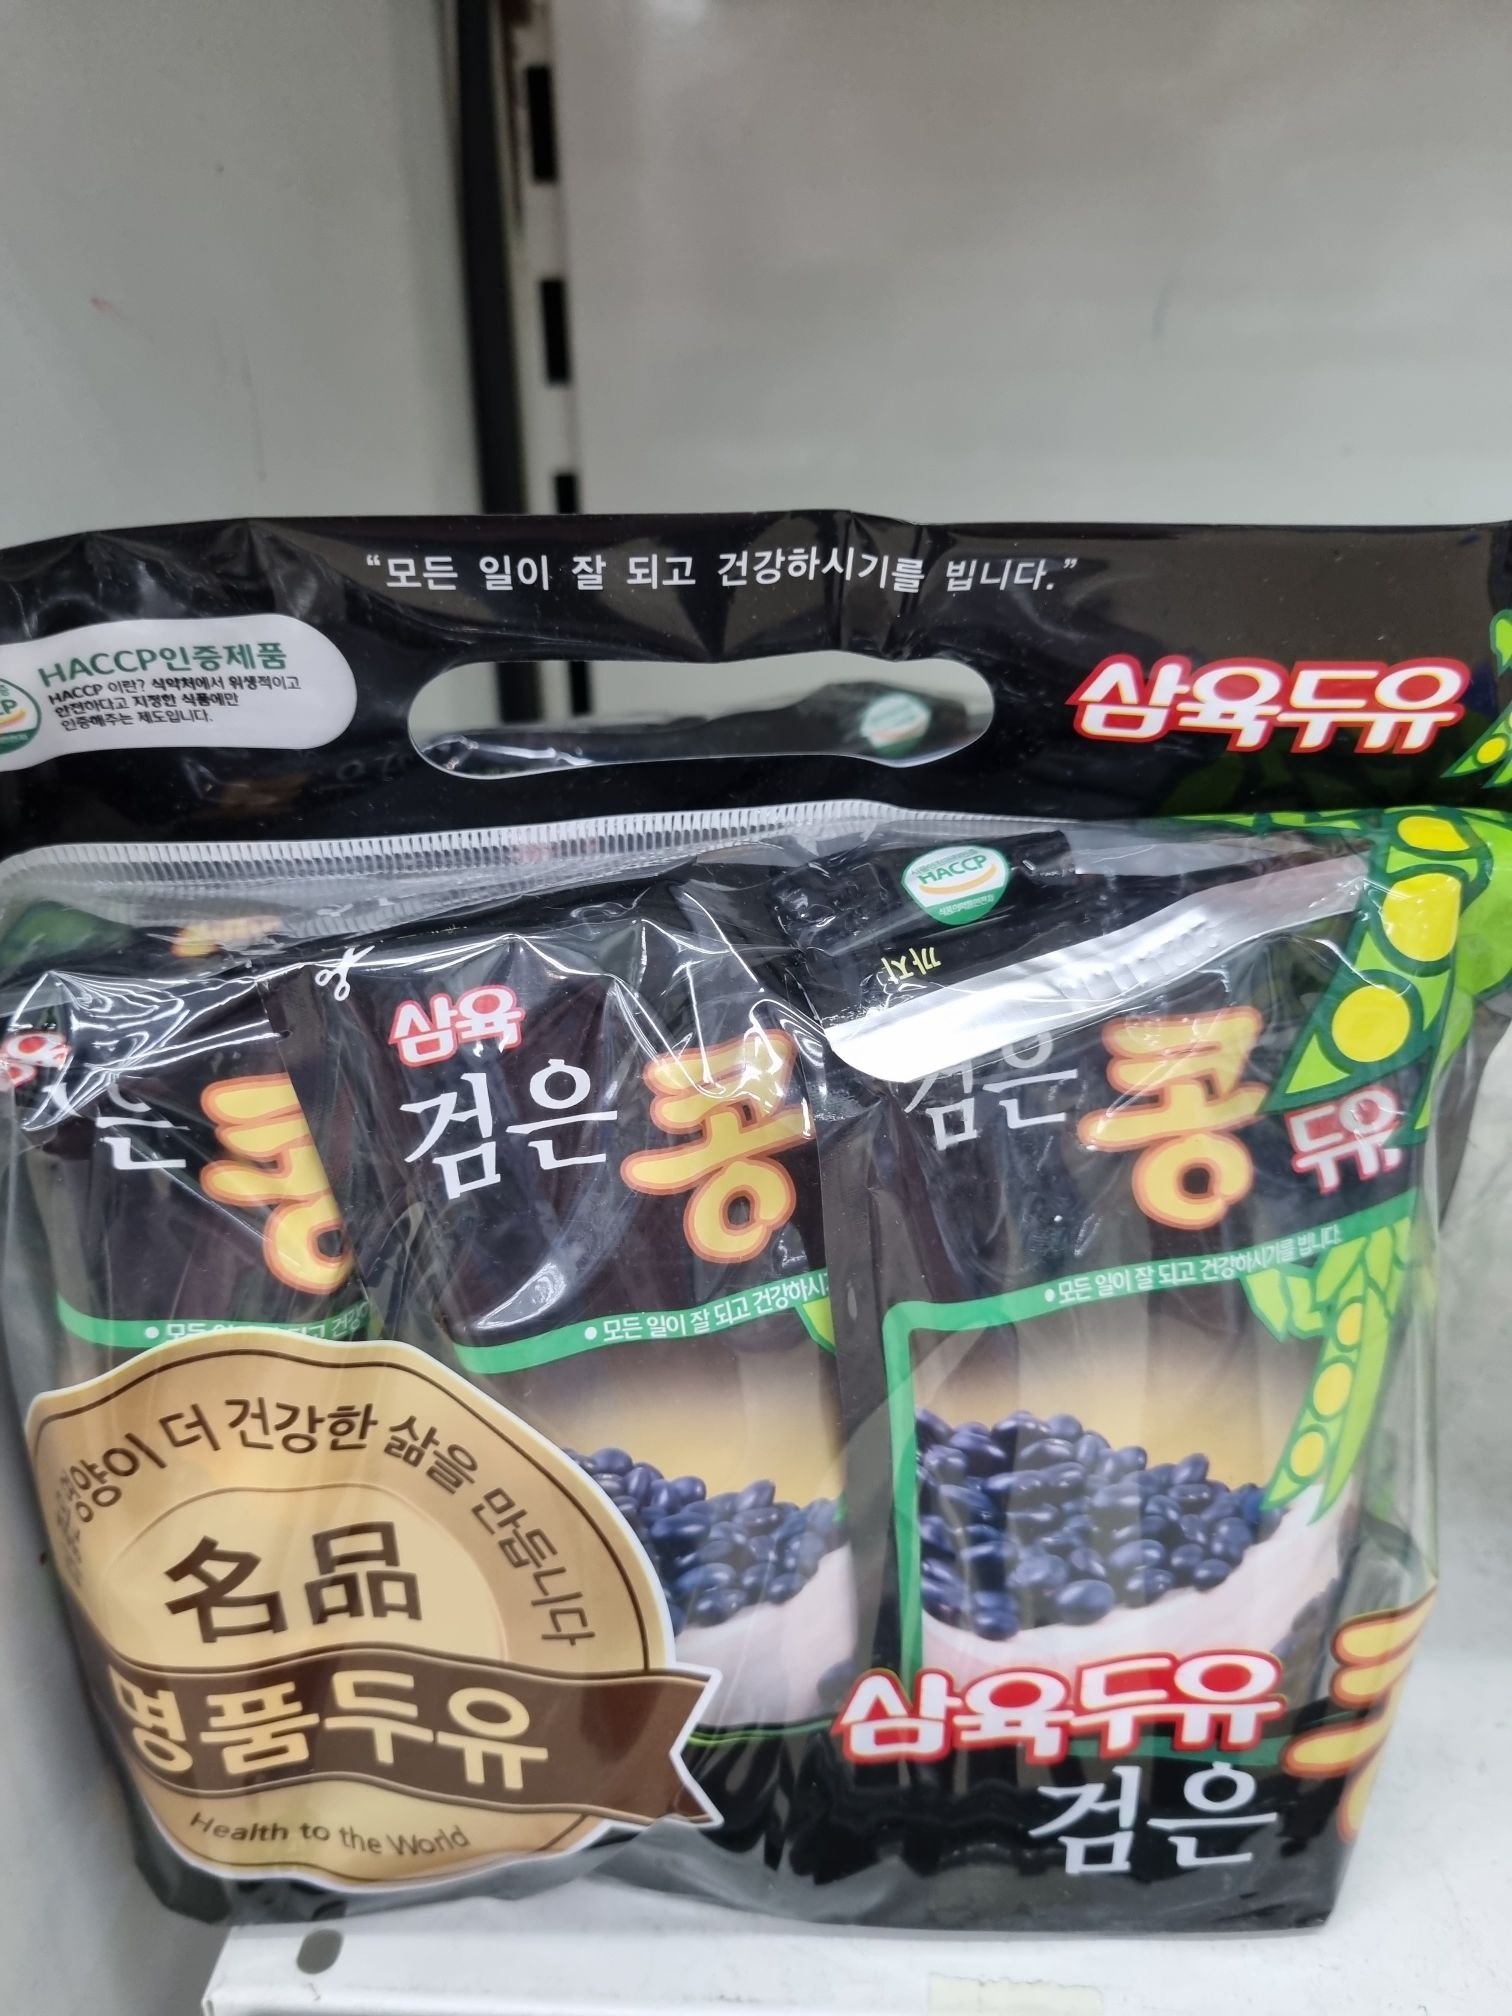 “모든 일이 잘 되고 건강하시기를 빕니다.”
HACCP인증제품
HACCP 이란? 식약처에서 위생적이고
안전하다고 지정한 식품에만
인증해주는 제도입니다.
삼육두유
HACCP
까지
삼육
검은콩
검은콩
두유
콩
• 모든 일이 잘 되고 건강하시
• 모든 일이 잘 되고 건강하시기를 빕니다.
더 건강한 삶을 만듭니다
名品
명품두유
Health to the World
삼육두유
검은